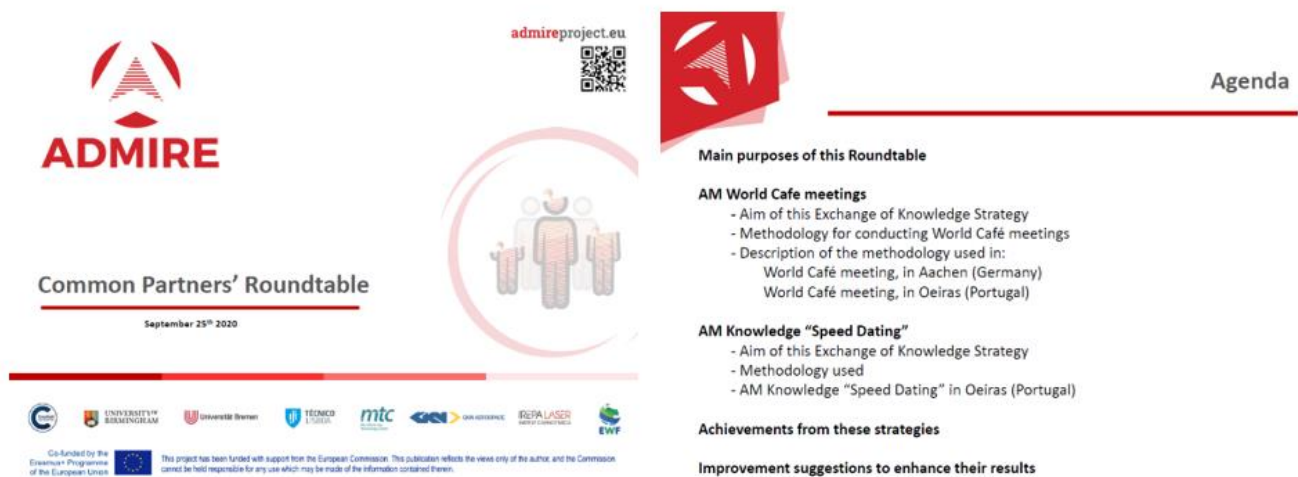 admireproject.eu
ADMIRE
Common Partners' Roundtable
September 25th 2020
UNIVERSITY OF
BIRMINGHAM
Universität Bremen
TÉCNICO
LISBOA
mtc
GKN AEROSPACE
IREPA LASER
EWF
Co-funded by the
Erasmus+ Programme
of the European Union
This project has been funded with support from the European Commission. This publication reflects the views only of the author, and the Commission
cannot be held responsible for any use which may be made of the information contained therein.
Agenda
Main purposes of this Roundtable
AM World Cafe meetings
- Aim of this Exchange of Knowledge Strategy
- Methodology for conducting World Café meetings
- Description of the methodology used in:
World Café meeting, in Aachen (Germany)
World Café meeting, in Oeiras (Portugal)
AM Knowledge “Speed Dating”
- Aim of this Exchange of Knowledge Strategy
- Methodology used
- AM Knowledge “Speed Dating” in Oeiras (Portugal)
Achievements from these strategies
Improvement suggestions to enhance their results